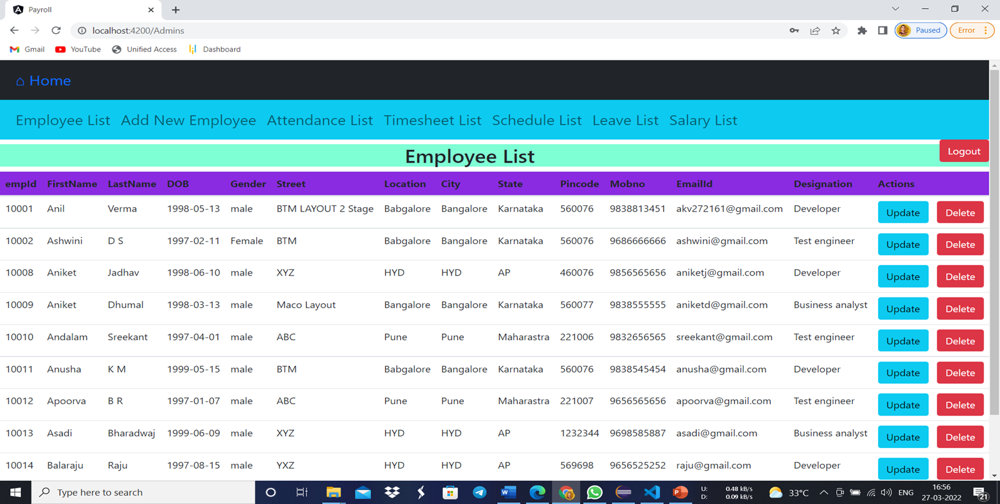 Payroll
localhost:4200/Admins
Paused
Error
Gmail YouTube Unified Access Dashboard
⌂ Home
Employee List Add New Employee Attendance List Timesheet List Schedule List Leave List Salary List
Employee List
Logout
empId FirstName LastName DOB Gender Street Location City State Pincode Mobno EmailId Designation Actions
10001 Anil Verma 1998-05-13 male BTM LAYOUT 2 Stage Babgalore Bangalore Karnataka 560076 9838813451 akv272161@gmail.com Developer Update Delete
10002 Ashwini D S 1997-02-11 Female BTM Babgalore Bangalore Karnataka 560076 9686666666 ashwini@gmail.com Test engineer Update Delete
10008 Aniket Jadhav 1998-06-10 male XYZ HYD HYD AP 460076 9856565656 aniketj@gmail.com Developer Update Delete
10009 Aniket Dhumal 1998-03-13 male Maco Layout Bangalore Bangalore Karnataka 560077 9838555555 aniketd@gmail.com Business analyst Update Delete
10010 Andalam Sreekant 1997-04-01 male ABC Pune Pune Maharastra 221006 9832656565 sreekant@gmail.com Test engineer Update Delete
10011 Anusha K M 1999-05-15 male BTM Babgalore Bangalore Karnataka 560076 9838545454 anusha@gmail.com Developer Update Delete
10012 Apoorva B R 1997-01-07 male ABC Pune Pune Maharastra 221007 9656565656 apoorva@gmail.com Test engineer Update Delete
10013 Asadi Bharadwaj 1999-06-09 male XYZ HYD HYD AP 1232344 9698585887 asadi@gmail.com Business analyst Update Delete
10014 Balaraju Raju 1997-08-15 male YXZ HYD HYD AP 569698 9656525252 raju@gmail.com Developer Update Delete
Type here to search
U: 0.48 kB/s
D: 0.09 kB/s
33°C
ENG
16:56
27-03-2022
21